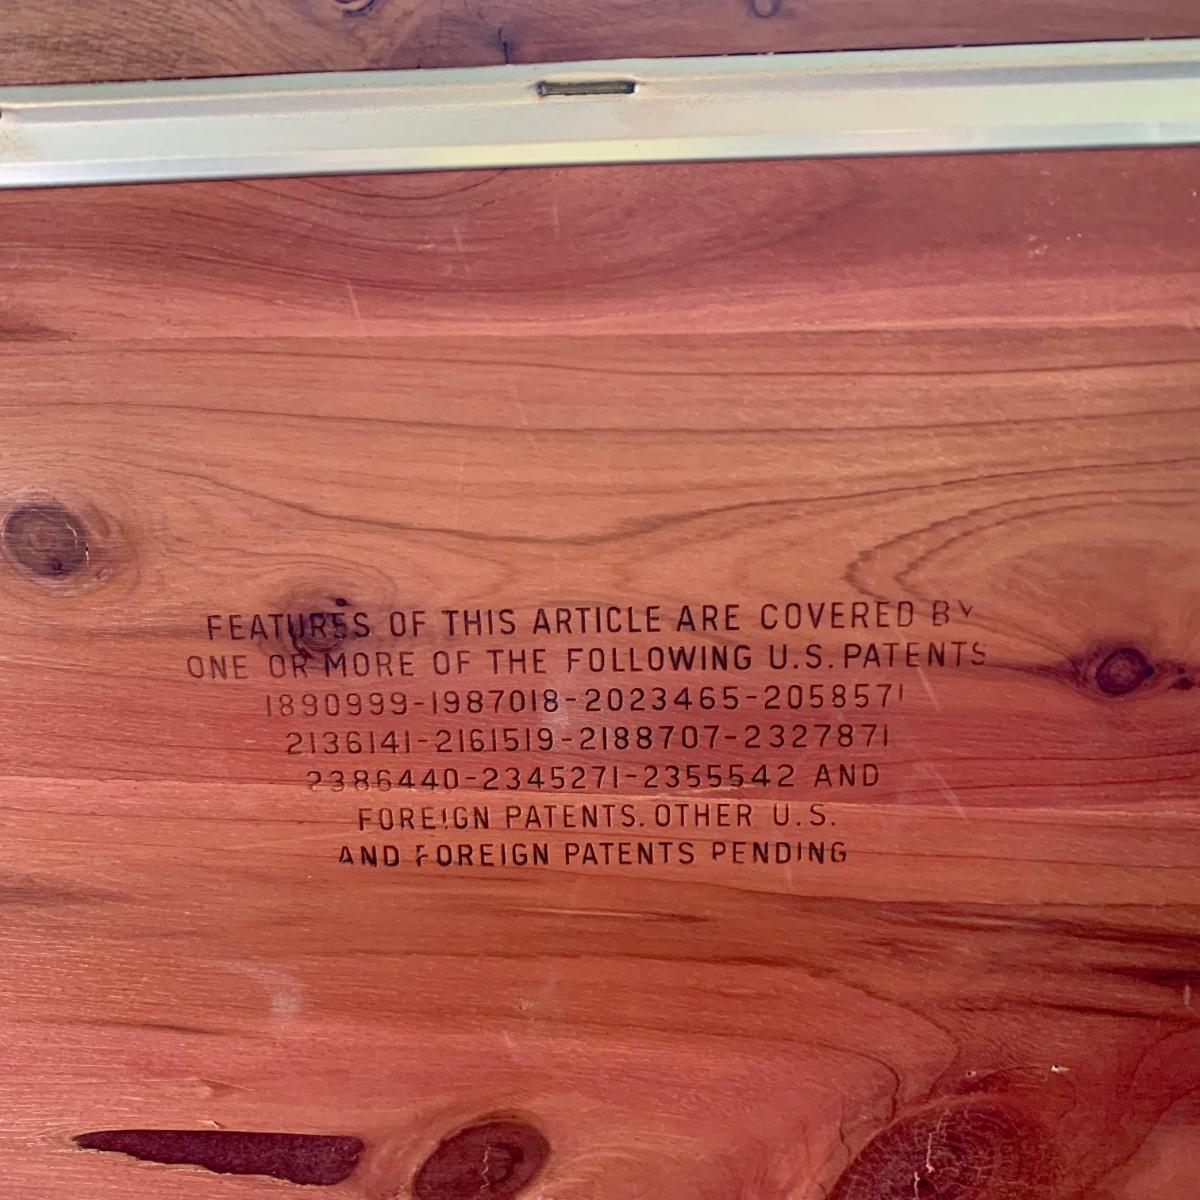 FEATURES OF THIS ARTICLE ARE COVERED BY
ONE OR MORE OF THE FOLLOWING U.S. PATENTS
1890999-1987018-2023465-2058571
2136141-2161519-2188707-2327871
2386440-2345271-2355542 AND
FOREIGN PATENTS. OTHER U.S.
AND FOREIGN PATENTS PENDING